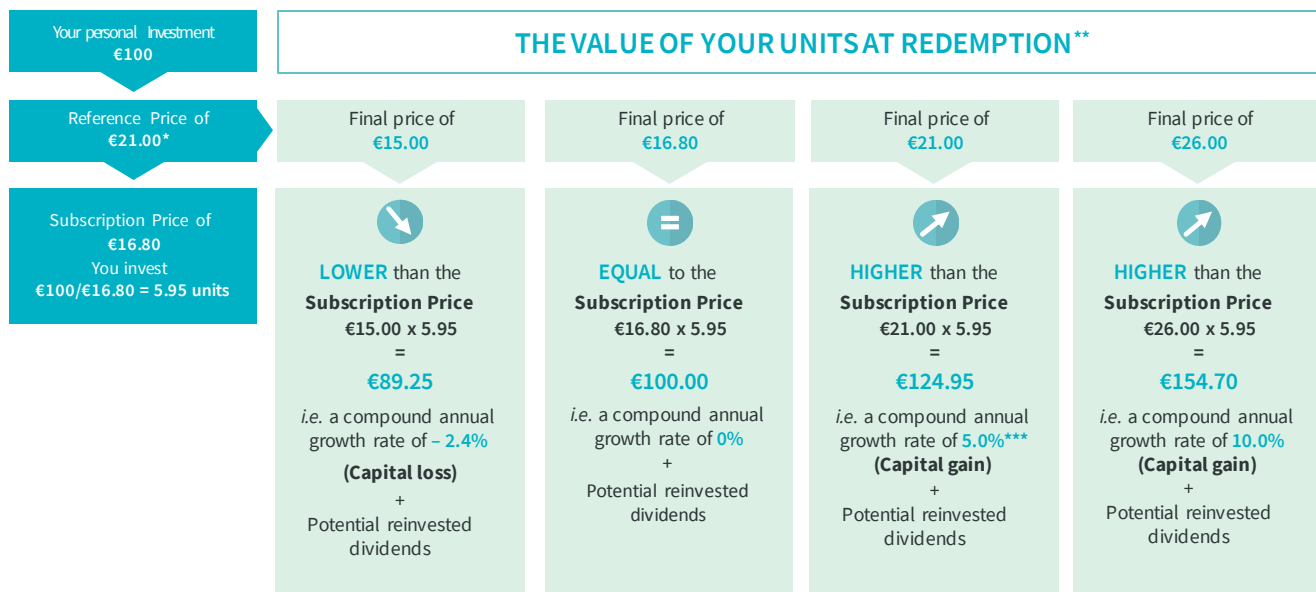 Your personal Investment
€100
THE VALUE OF YOUR UNITS AT REDEMPTION**
Reference Price of
€21.00*
Final price of
€15.00
Final price of
€16.80
Final price of
€21.00
Final price of
€26.00
Subscription Price of
€16.80
You invest
€100/€16.80 = 5.95 units
LOWER than the
Subscription Price
€15.00 x 5.95
=
€89.25
i.e. a compound annual
growth rate of – 2.4%
(Capital loss)
+
Potential reinvested
dividends
=
EQUAL to the
Subscription Price
€16.80 x 5.95
=
€100.00
i.e. a compound annual
growth rate of 0%
+
Potential reinvested
dividends
HIGHER than the
Subscription Price
€21.00 x 5.95
=
€124.95
i.e. a compound annual
growth rate of 5.0%***
(Capital gain)
+
Potential reinvested
dividends
HIGHER than the
Subscription Price
€26.00 x 5.95
=
€154.70
i.e. a compound annual
growth rate of 10.0%
(Capital gain)
+
Potential reinvested
dividends